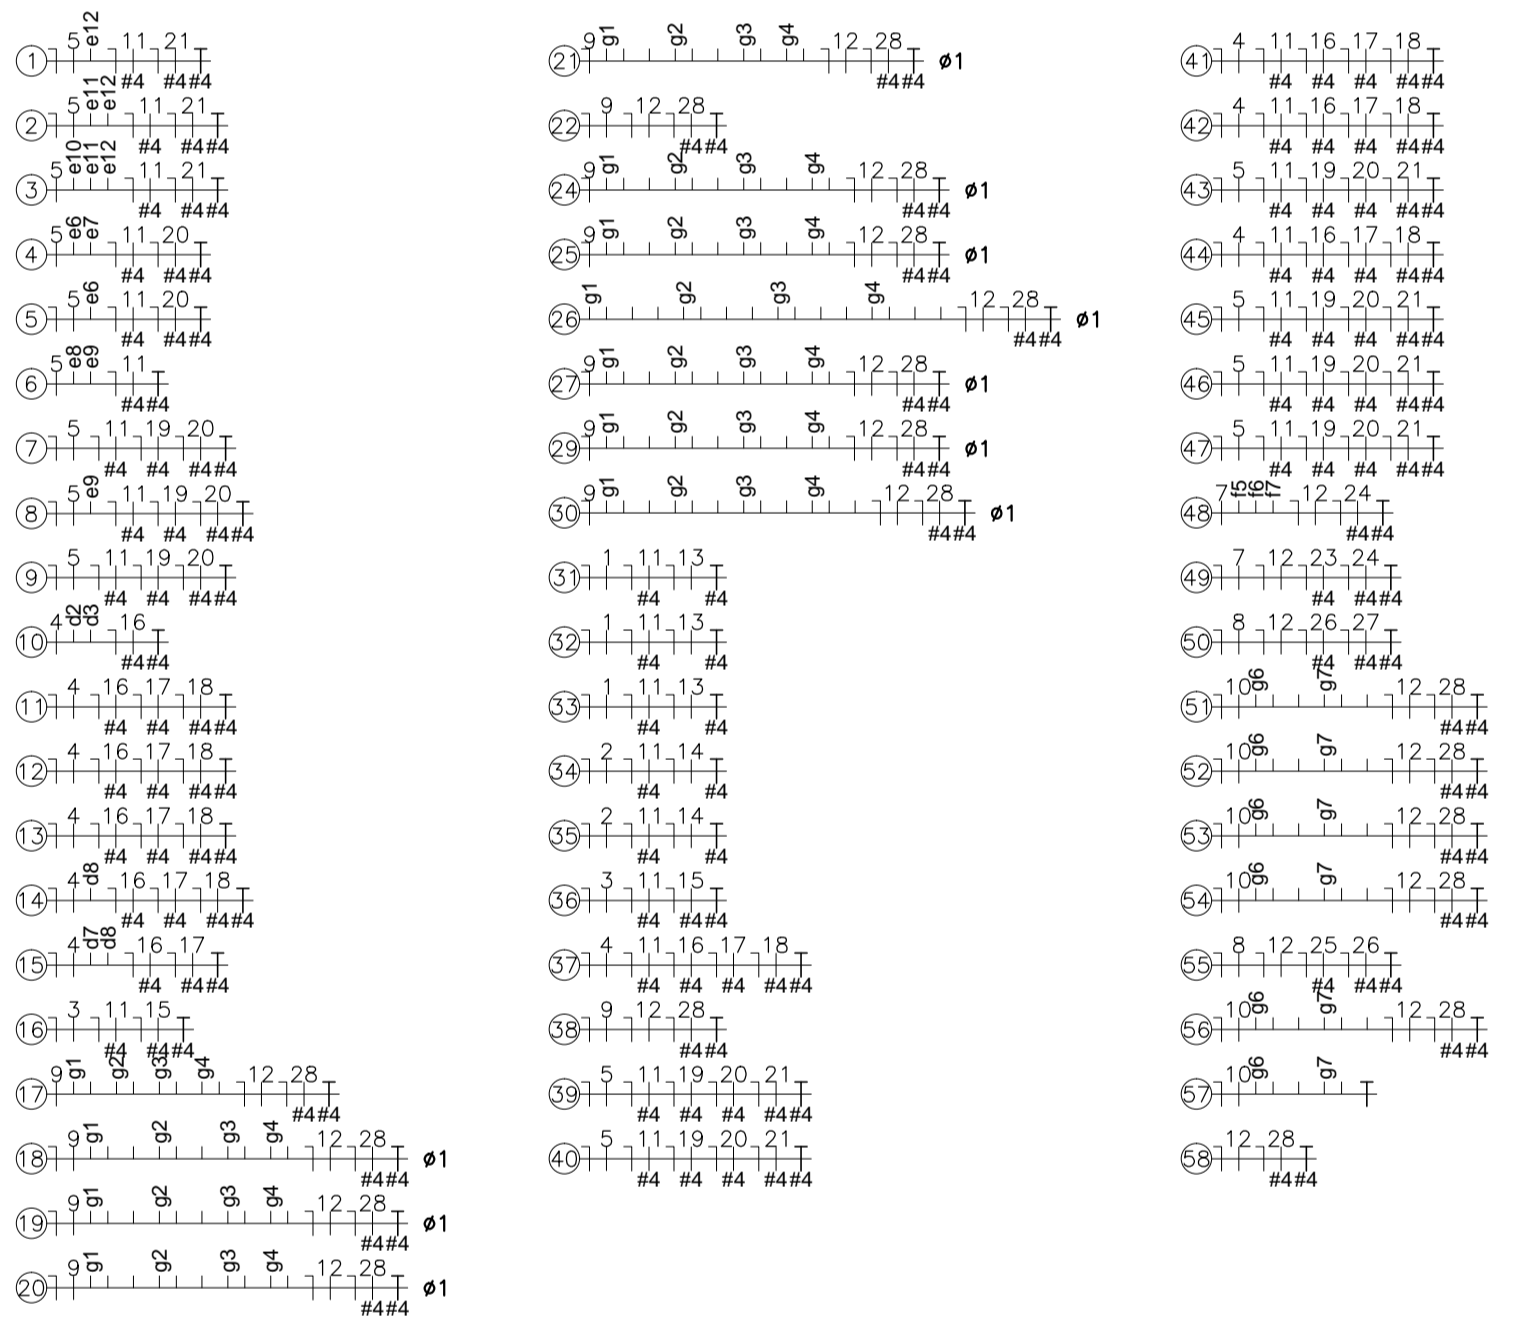 1 5 e12 11 21 #4 #4 #4
2 5 e11 e12 11 21 #4 #4 #4
3 5 e10 e11 e12 11 21 #4 #4 #4
4 5 e6 e7 11 20 #4 #4 #4
5 5 e6 11 20 #4 #4 #4
6 5 e8 e9 11 #4 #4
7 5 11 19 20 #4 #4 #4 #4
8 5 e9 11 19 20 #4 #4 #4 #4
9 5 11 19 20 #4 #4 #4 #4
10 4 d2 d3 16 #4 #4
11 4 16 17 18 #4 #4 #4 #4
12 4 16 17 18 #4 #4 #4 #4
13 4 16 17 18 #4 #4 #4 #4
14 4 d8 16 17 18 #4 #4 #4 #4
15 4 d7 d8 16 17 #4 #4 #4
16 3 11 15 #4 #4 #4
17 9 g1 g2 g3 g4 12 28 #4 #4
18 9 g1 g2 g3 g4 12 28 #4 #4 ø1
19 9 g1 g2 g3 g4 12 28 #4 #4 ø1
20 9 g1 g2 g3 g4 12 28 #4 #4 ø1
21 9 g1 g2 g3 g4 12 28 #4 #4 ø1
22 9 12 28 #4 #4
24 9 g1 g2 g3 g4 12 28 #4 #4 ø1
25 9 g1 g2 g3 g4 12 28 #4 #4 ø1
26 g1 g2 g3 g4 12 28 #4 #4 ø1
27 9 g1 g2 g3 g4 12 28 #4 #4 ø1
29 9 g1 g2 g3 g4 12 28 #4 #4 ø1
30 9 g1 g2 g3 g4 12 28 #4 #4 ø1
31 1 11 13 #4 #4
32 1 11 13 #4 #4
33 1 11 13 #4 #4
34 2 11 14 #4 #4
35 2 11 14 #4 #4
36 3 11 15 #4 #4 #4
37 4 11 16 17 18 #4 #4 #4 #4 #4
38 9 12 28 #4 #4
39 5 11 19 20 21 #4 #4 #4 #4 #4
40 5 11 19 20 21 #4 #4 #4 #4 #4
41 4 11 16 17 18 #4 #4 #4 #4 #4
42 4 11 16 17 18 #4 #4 #4 #4 #4
43 5 11 19 20 21 #4 #4 #4 #4 #4
44 4 11 16 17 18 #4 #4 #4 #4 #4
45 5 11 19 20 21 #4 #4 #4 #4 #4
46 5 11 19 20 21 #4 #4 #4 #4 #4
47 5 11 19 20 21 #4 #4 #4 #4 #4
48 7 f5 f6 f7 12 24 #4 #4
49 7 12 23 24 #4 #4 #4
50 8 12 26 27 #4 #4 #4
51 10 g6 g7 12 28 #4 #4
52 10 g6 g7 12 28 #4 #4
53 10 g6 g7 12 28 #4 #4
54 10 g6 g7 12 28 #4 #4
55 8 12 25 26 #4 #4 #4
56 10 g6 g7 12 28 #4 #4
57 10 g6 g7
58 12 28 #4 #4